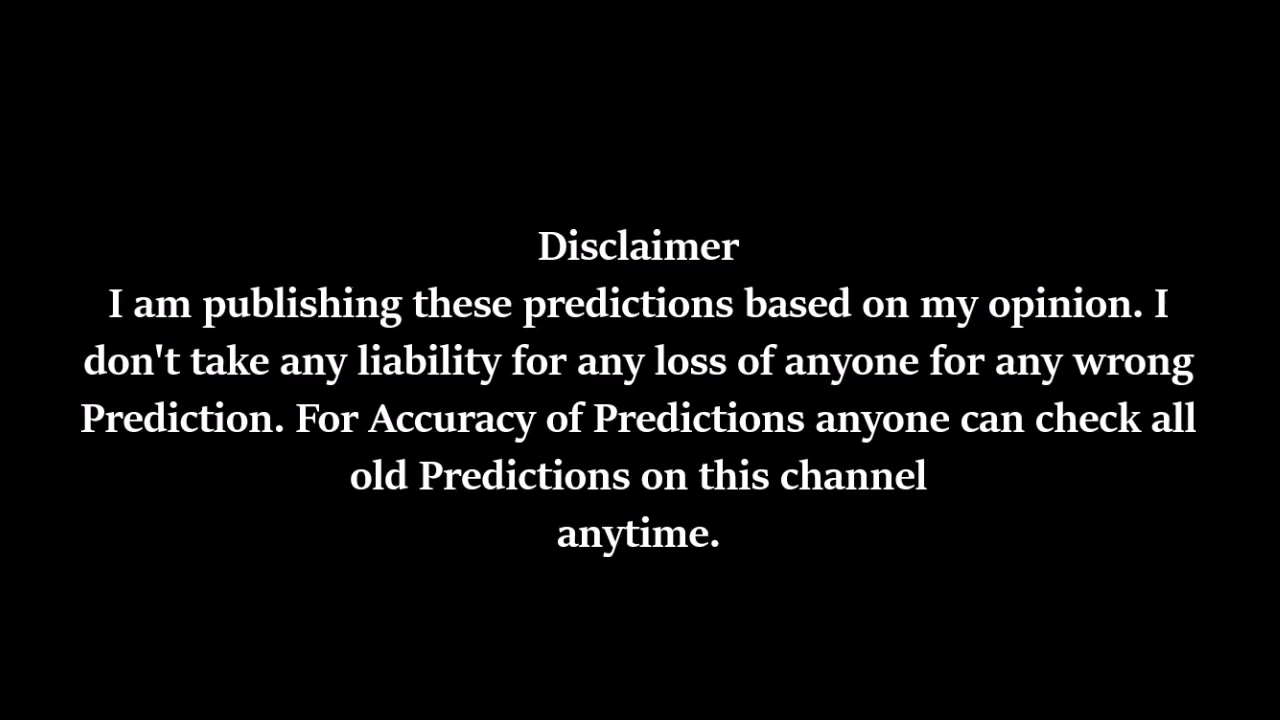 Disclaimer
I am publishing these predictions based on my opinion. I
don't take any liability for any loss of anyone for any wrong
Prediction. For Accuracy of Predictions anyone can check all
old Predictions on this channel
anytime.